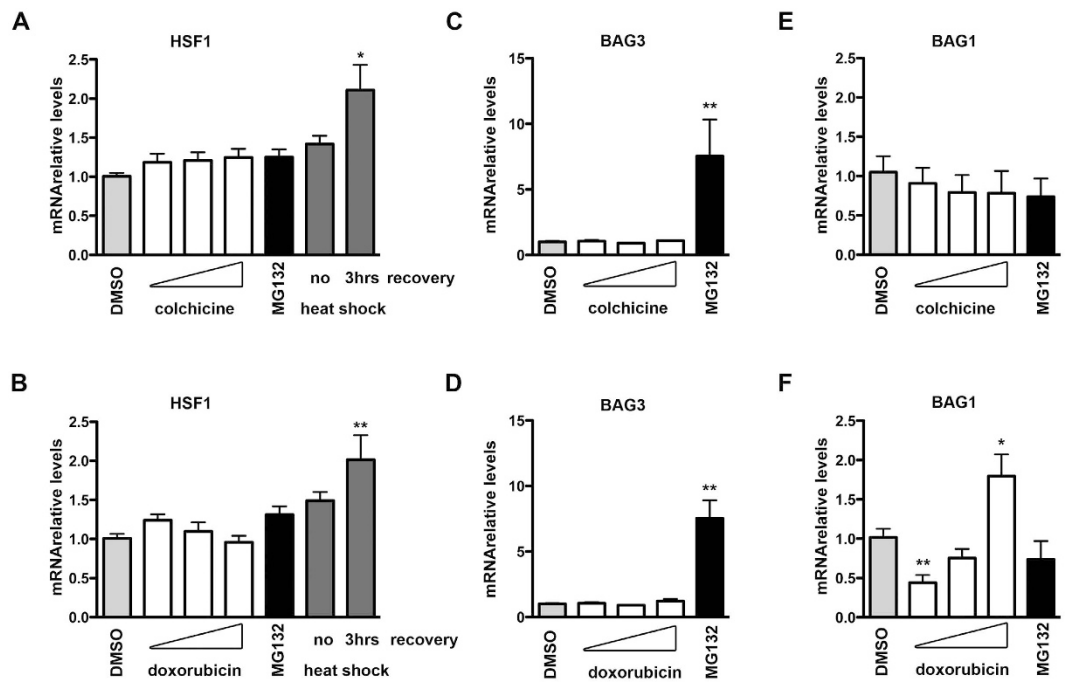 A
HSF1
mRNArelative levels
2.5
2.0
1.5
1.0
0.5
0.0
*
DMSO
colchicine
MG132
no 3hrs recovery
heat shock
C
BAG3
mRNArelative levels
15
10
5
0
**
DMSO
colchicine
MG132
E
BAG1
mRNArelative levels
2.5
2.0
1.5
1.0
0.5
0.0
DMSO
colchicine
MG132
B
HSF1
mRNArelative levels
2.5
2.0
1.5
1.0
0.5
0.0
**
DMSO
doxorubicin
MG132
no 3hrs recovery
heat shock
D
BAG3
mRNArelative levels
15
10
5
0
**
DMSO
doxorubicin
MG132
F
BAG1
mRNArelative levels
2.5
2.0
1.5
1.0
0.5
0.0
**
*
DMSO
doxorubicin
MG132